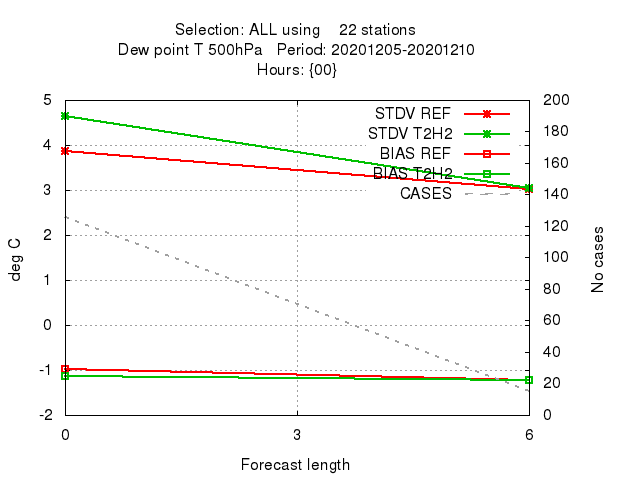 Selection: ALL using    22 stations
Dew point T 500hPa   Period: 20201205-20201210
Hours: {00}
5 200
STDV REF
180
STDV T2H2
4 160
BIAS REF
BIAS T2H2
3 140
CASES
120
2
deg C
No cases
1 100
80
0 60
40
-1 20
-2 0
0 3 6
Forecast length